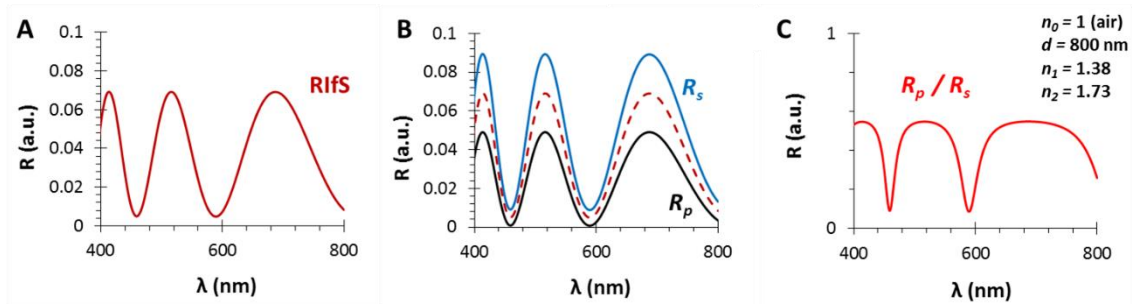 A
R (a.u.)
0.1
0.08
0.06
0.04
0.02
0
RIfS
400
600
800
λ (nm)
B
R (a.u.)
0.1
0.08
0.06
0.04
0.02
0
Rs
Rp
400
600
800
λ (nm)
C
R (a.u.)
1
0
Rp / Rs
n0 = 1 (air)
d = 800 nm
n1 = 1.38
n2 = 1.73
400
600
800
λ (nm)